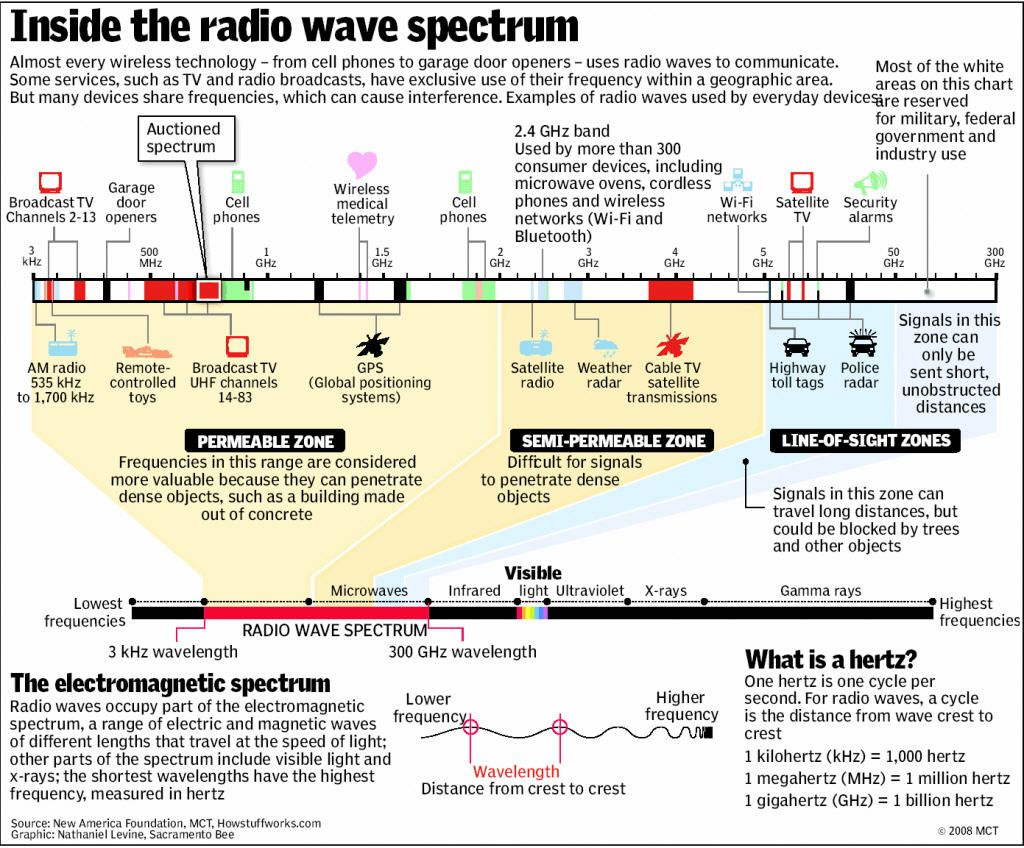 Inside the radio wave spectrum
Almost every wireless technology – from cell phones to garage door openers – uses radio waves to communicate.
Some services, such as TV and radio broadcasts, have exclusive use of their frequency within a geographic area.
But many devices share frequencies, which can cause interference. Examples of radio waves used by everyday devices:
Most of the white
areas on this chart
are reserved
for military, federal
government and
industry use
Auctioned
spectrum
2.4 GHz band
Used by more than 300
consumer devices, including
microwave ovens, cordless
phones and wireless
networks (Wi-Fi and
Bluetooth)
Broadcast TV
Channels 2-13
Garage
door
openers
Cell
phones
Wireless
medical
telemetry
Cell
phones
Wi-Fi
networks
Satellite
TV
Security
alarms
3
kHz
500
MHz
1
GHz
1.5
GHz
2
GHz
3
GHz
4
GHz
5
GHz
50
GHz
300
GHz
AM radio
535 kHz
to 1,700 kHz
Remote-
controlled
toys
Broadcast TV
UHF channels
14-83
GPS
(Global positioning
systems)
Satellite
radio
Weather
radar
Cable TV
satellite
transmissions
Highway
toll tags
Police
radar
Signals in this
zone can
only be
sent short,
unobstructed
distances
PERMEABLE ZONE
Frequencies in this range are considered
more valuable because they can penetrate
dense objects, such as a building made
out of concrete
SEMI-PERMEABLE ZONE
Difficult for signals
to penetrate dense
objects
LINE-OF-SIGHT ZONES
Signals in this zone can
travel long distances, but
could be blocked by trees
and other objects
Lowest
frequencies
Microwaves
Infrared
Visible
light
Ultraviolet
X-rays
Gamma rays
Highest
frequencies
RADIO WAVE SPECTRUM
3 kHz wavelength
300 GHz wavelength
The electromagnetic spectrum
Radio waves occupy part of the electromagnetic
spectrum, a range of electric and magnetic waves
of different lengths that travel at the speed of light;
other parts of the spectrum include visible light and
x-rays; the shortest wavelengths have the highest
frequency, measured in hertz
Lower
frequency
Higher
frequency
Wavelength
Distance from crest to crest
What is a hertz?
One hertz is one cycle per
second. For radio waves, a cycle
is the distance from wave crest to
crest
1 kilohertz (kHz) = 1,000 hertz
1 megahertz (MHz) = 1 million hertz
1 gigahertz (GHz) = 1 billion hertz
Source: New America Foundation, MCT, Howstuffworks.com
Graphic: Nathaniel Levine, Sacramento Bee
© 2008 MCT